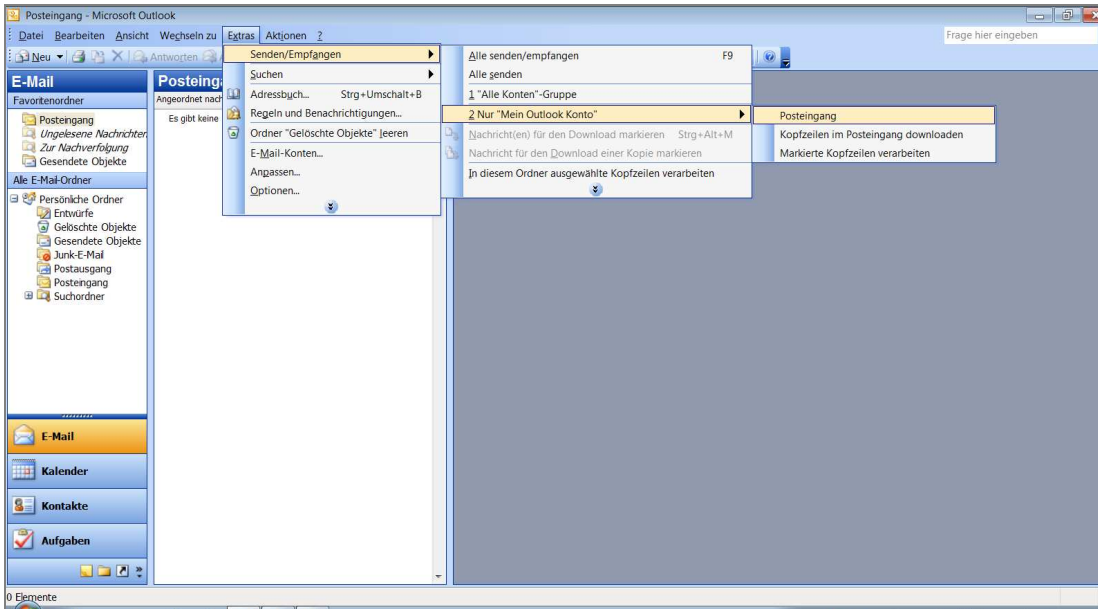 Posteingang - Microsoft Outlook
Datei Bearbeiten Ansicht Wechseln zu Extras Aktionen ?
Frage hier eingeben
Neu Antworten
E-Mail
Favoritenordner
Posteingang
Ungelesene Nachrichten
Zur Nachverfolgung
Gesendete Objekte
Alle E-Mail-Ordner
Persönliche Ordner
Entwürfe
Gelöschte Objekte
Gesendete Objekte
Junk-E-Mail
Postausgang
Posteingang
Suchordner
E-Mail
Kalender
Kontakte
Aufgaben
0 Elemente
Posteing
Angeordnet nach
Es gibt keine
Senden/Empfangen
Suchen
Adressbuch... Strg+Umschalt+B
Regeln und Benachrichtigungen...
Ordner "Gelöschte Objekte" leeren
E-Mail-Konten...
Anpassen...
Optionen...
Alle senden/empfangen F9
Alle senden
1 "Alle Konten"-Gruppe
2 Nur "Mein Outlook Konto"
Nachricht(en) für den Download markieren Strg+Alt+M
Nachricht für den Download einer Kopie markieren
In diesem Ordner ausgewählte Kopfzeilen verarbeiten
Posteingang
Kopfzeilen im Posteingang downloaden
Markierte Kopfzeilen verarbeiten